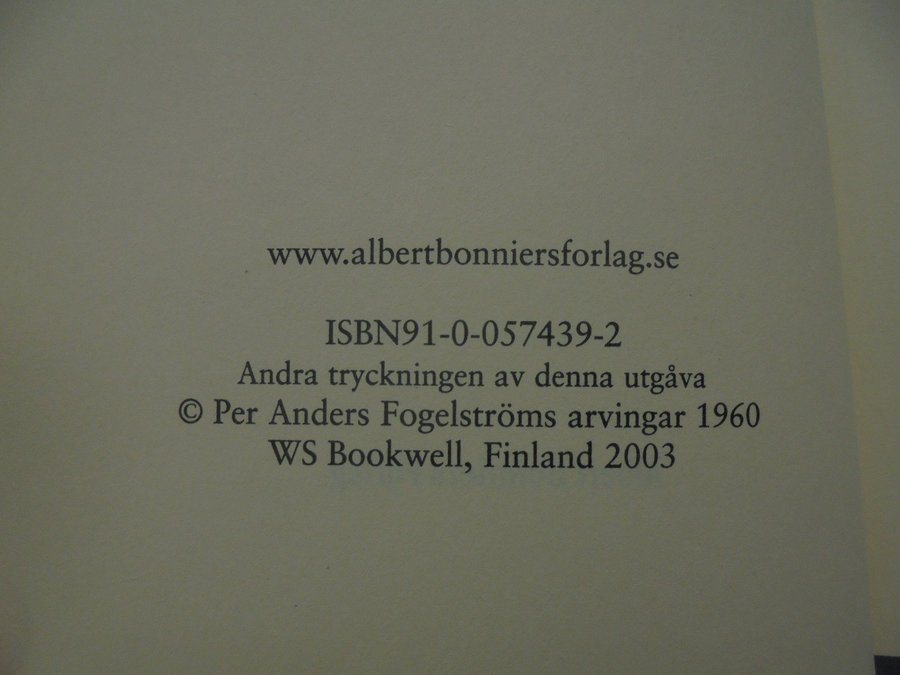 www.albertbonniersforlag.se
ISBN91-0-057439-2
Andra tryckningen av denna utgåva
© Per Anders Fogelströms arvingar 1960
WS Bookwell, Finland 2003